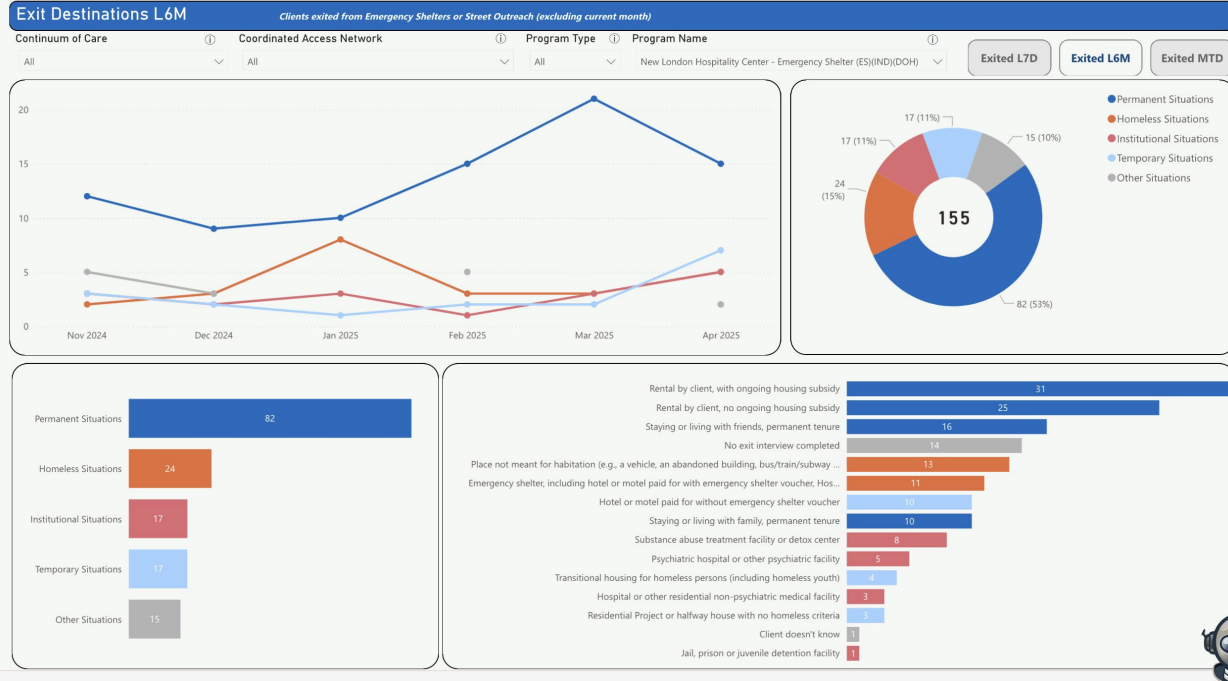 Exit Destinations L6M
Clients exited from Emergency Shelters or Street Outreach (excluding current month)
Continuum of Care
Coordinated Access Network
Program Type
Program Name
All
All
All
New London Hospitality Center - Emergency Shelter (ES)(IND)(DOH)
Exited L7D
Exited L6M
Exited MTD
20
15
10
5
0
Nov 2024
Dec 2024
Jan 2025
Feb 2025
Mar 2025
Apr 2025
17 (11%)
17 (11%)
15 (10%)
24
(15%)
155
82 (53%)
Permanent Situations
Homeless Situations
Institutional Situations
Temporary Situations
Other Situations
Permanent Situations 82
Homeless Situations 24
Institutional Situations 17
Temporary Situations 17
Other Situations 15
Rental by client, with ongoing housing subsidy 31
Rental by client, no ongoing housing subsidy 25
Staying or living with friends, permanent tenure 16
No exit interview completed 14
Place not meant for habitation (e.g., a vehicle, an abandoned building, bus/train/subway ... 13
Emergency shelter, including hotel or motel paid for with emergency shelter voucher, Hos... 11
Hotel or motel paid for without emergency shelter voucher 10
Staying or living with family, permanent tenure 10
Substance abuse treatment facility or detox center 8
Psychiatric hospital or other psychiatric facility 5
Transitional housing for homeless persons (including homeless youth) 4
Hospital or other residential non-psychiatric medical facility 3
Residential Project or halfway house with no homeless criteria 3
Client doesn't know 1
Jail, prison or juvenile detention facility 1